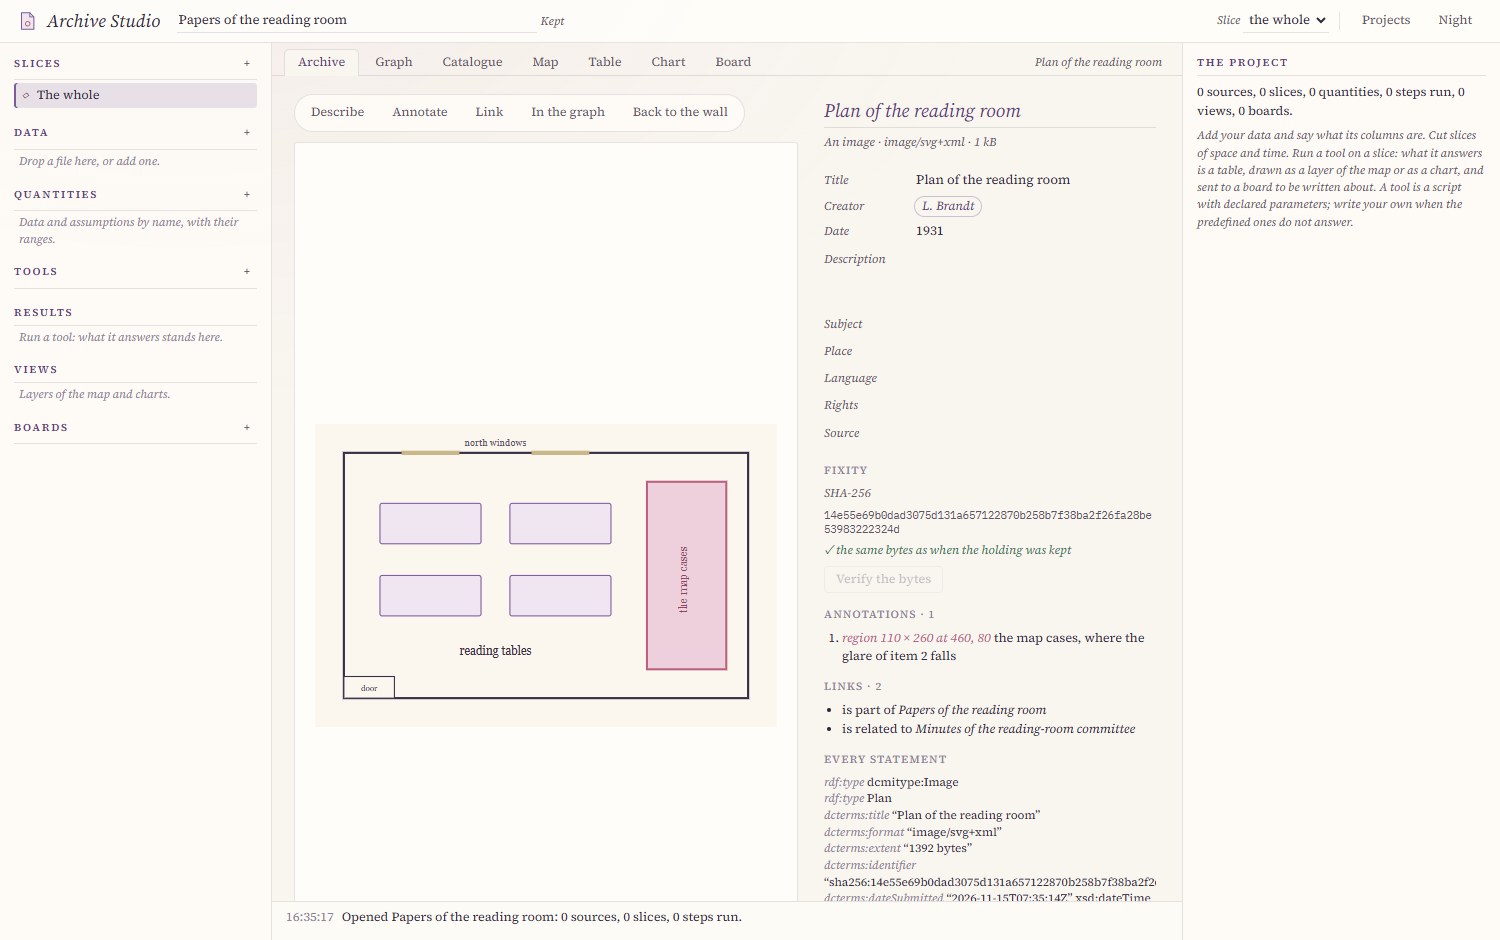 Archive Studio
Papers of the reading room
Kept
Slice the whole
Projects
Night
SLICES +
The whole
DATA +
Drop a file here, or add one.
QUANTITIES +
Data and assumptions by name, with their
ranges.
TOOLS +
RESULTS
Run a tool: what it answers stands here.
VIEWS
Layers of the map and charts.
BOARDS +
Archive Graph Catalogue Map Table Chart Board
Plan of the reading room
Describe Annotate Link In the graph Back to the wall
north windows
the map cases
reading tables
door
Plan of the reading room
An image · image/svg+xml · 1 kB
Title Plan of the reading room
Creator L. Brandt
Date 1931
Description
Subject
Place
Language
Rights
Source
FIXITY
SHA-256
14e55e69b0dad3075d131a657122870b258b7f38ba2f26fa28be
53983222324d
✓ the same bytes as when the holding was kept
Verify the bytes
ANNOTATIONS · 1
1. region 110 × 260 at 460, 80 the map cases, where the
glare of item 2 falls
LINKS · 2
• is part of Papers of the reading room
• is related to Minutes of the reading-room committee
EVERY STATEMENT
rdf:type dcmitype:Image
rdf:type Plan
dcterms:title “Plan of the reading room”
dcterms:format “image/svg+xml”
dcterms:extent “1392 bytes”
dcterms:identifier
“sha256:14e55e69b0dad3075d131a657122870b258b7f38ba2f2
dcterms:dateSubmitted “2026-11-15T07:35:14Z” xsd:dateTime
THE PROJECT
0 sources, 0 slices, 0 quantities, 0 steps run, 0
views, 0 boards.
Add your data and say what its columns are. Cut slices
of space and time. Run a tool on a slice: what it answers
is a table, drawn as a layer of the map or as a chart, and
sent to a board to be written about. A tool is a script
with declared parameters; write your own when the
predefined ones do not answer.
16:35:17 Opened Papers of the reading room: 0 sources, 0 slices, 0 steps run.